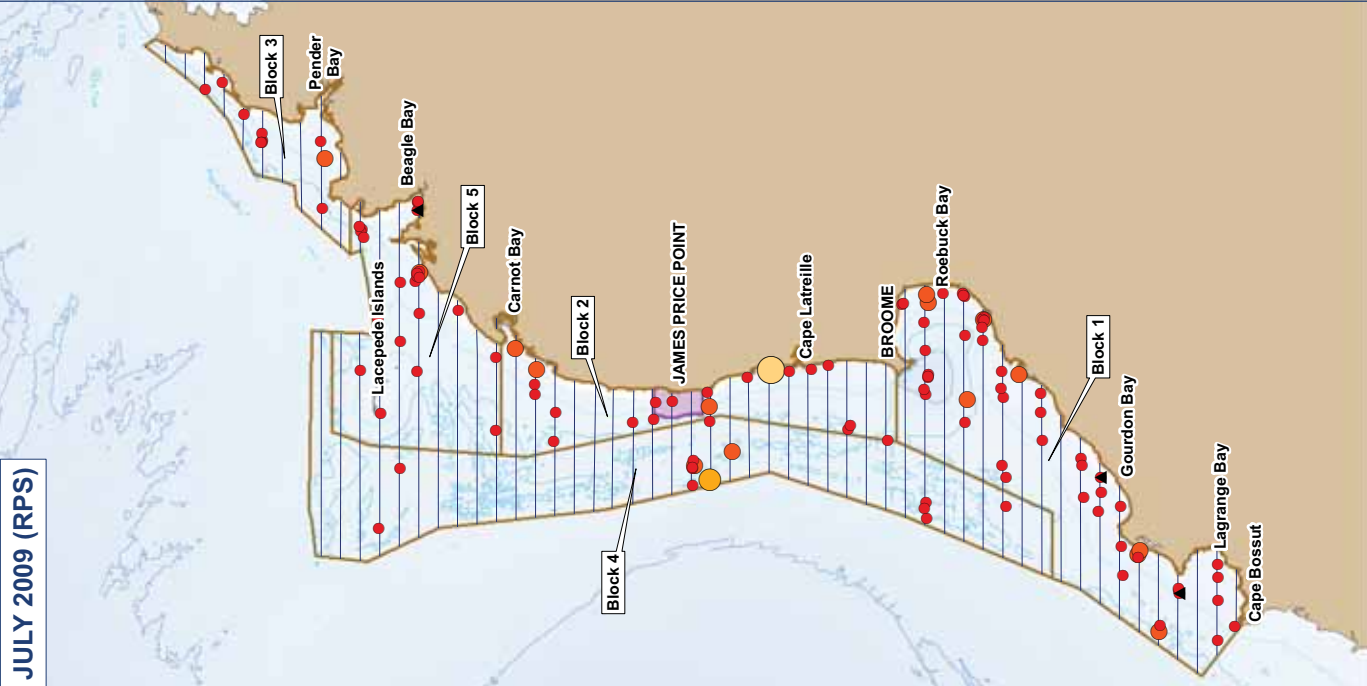 JULY 2009 (RPS)
Block 3
Pender
Bay
Beagle Bay
Block 5
Lacepede Islands
Carnot Bay
Block 2
JAMES PRICE POINT
Cape Latreille
BROOME
Roebuck Bay
Block 4
Block 1
Gourdon Bay
Lagrange Bay
Cape Bossut